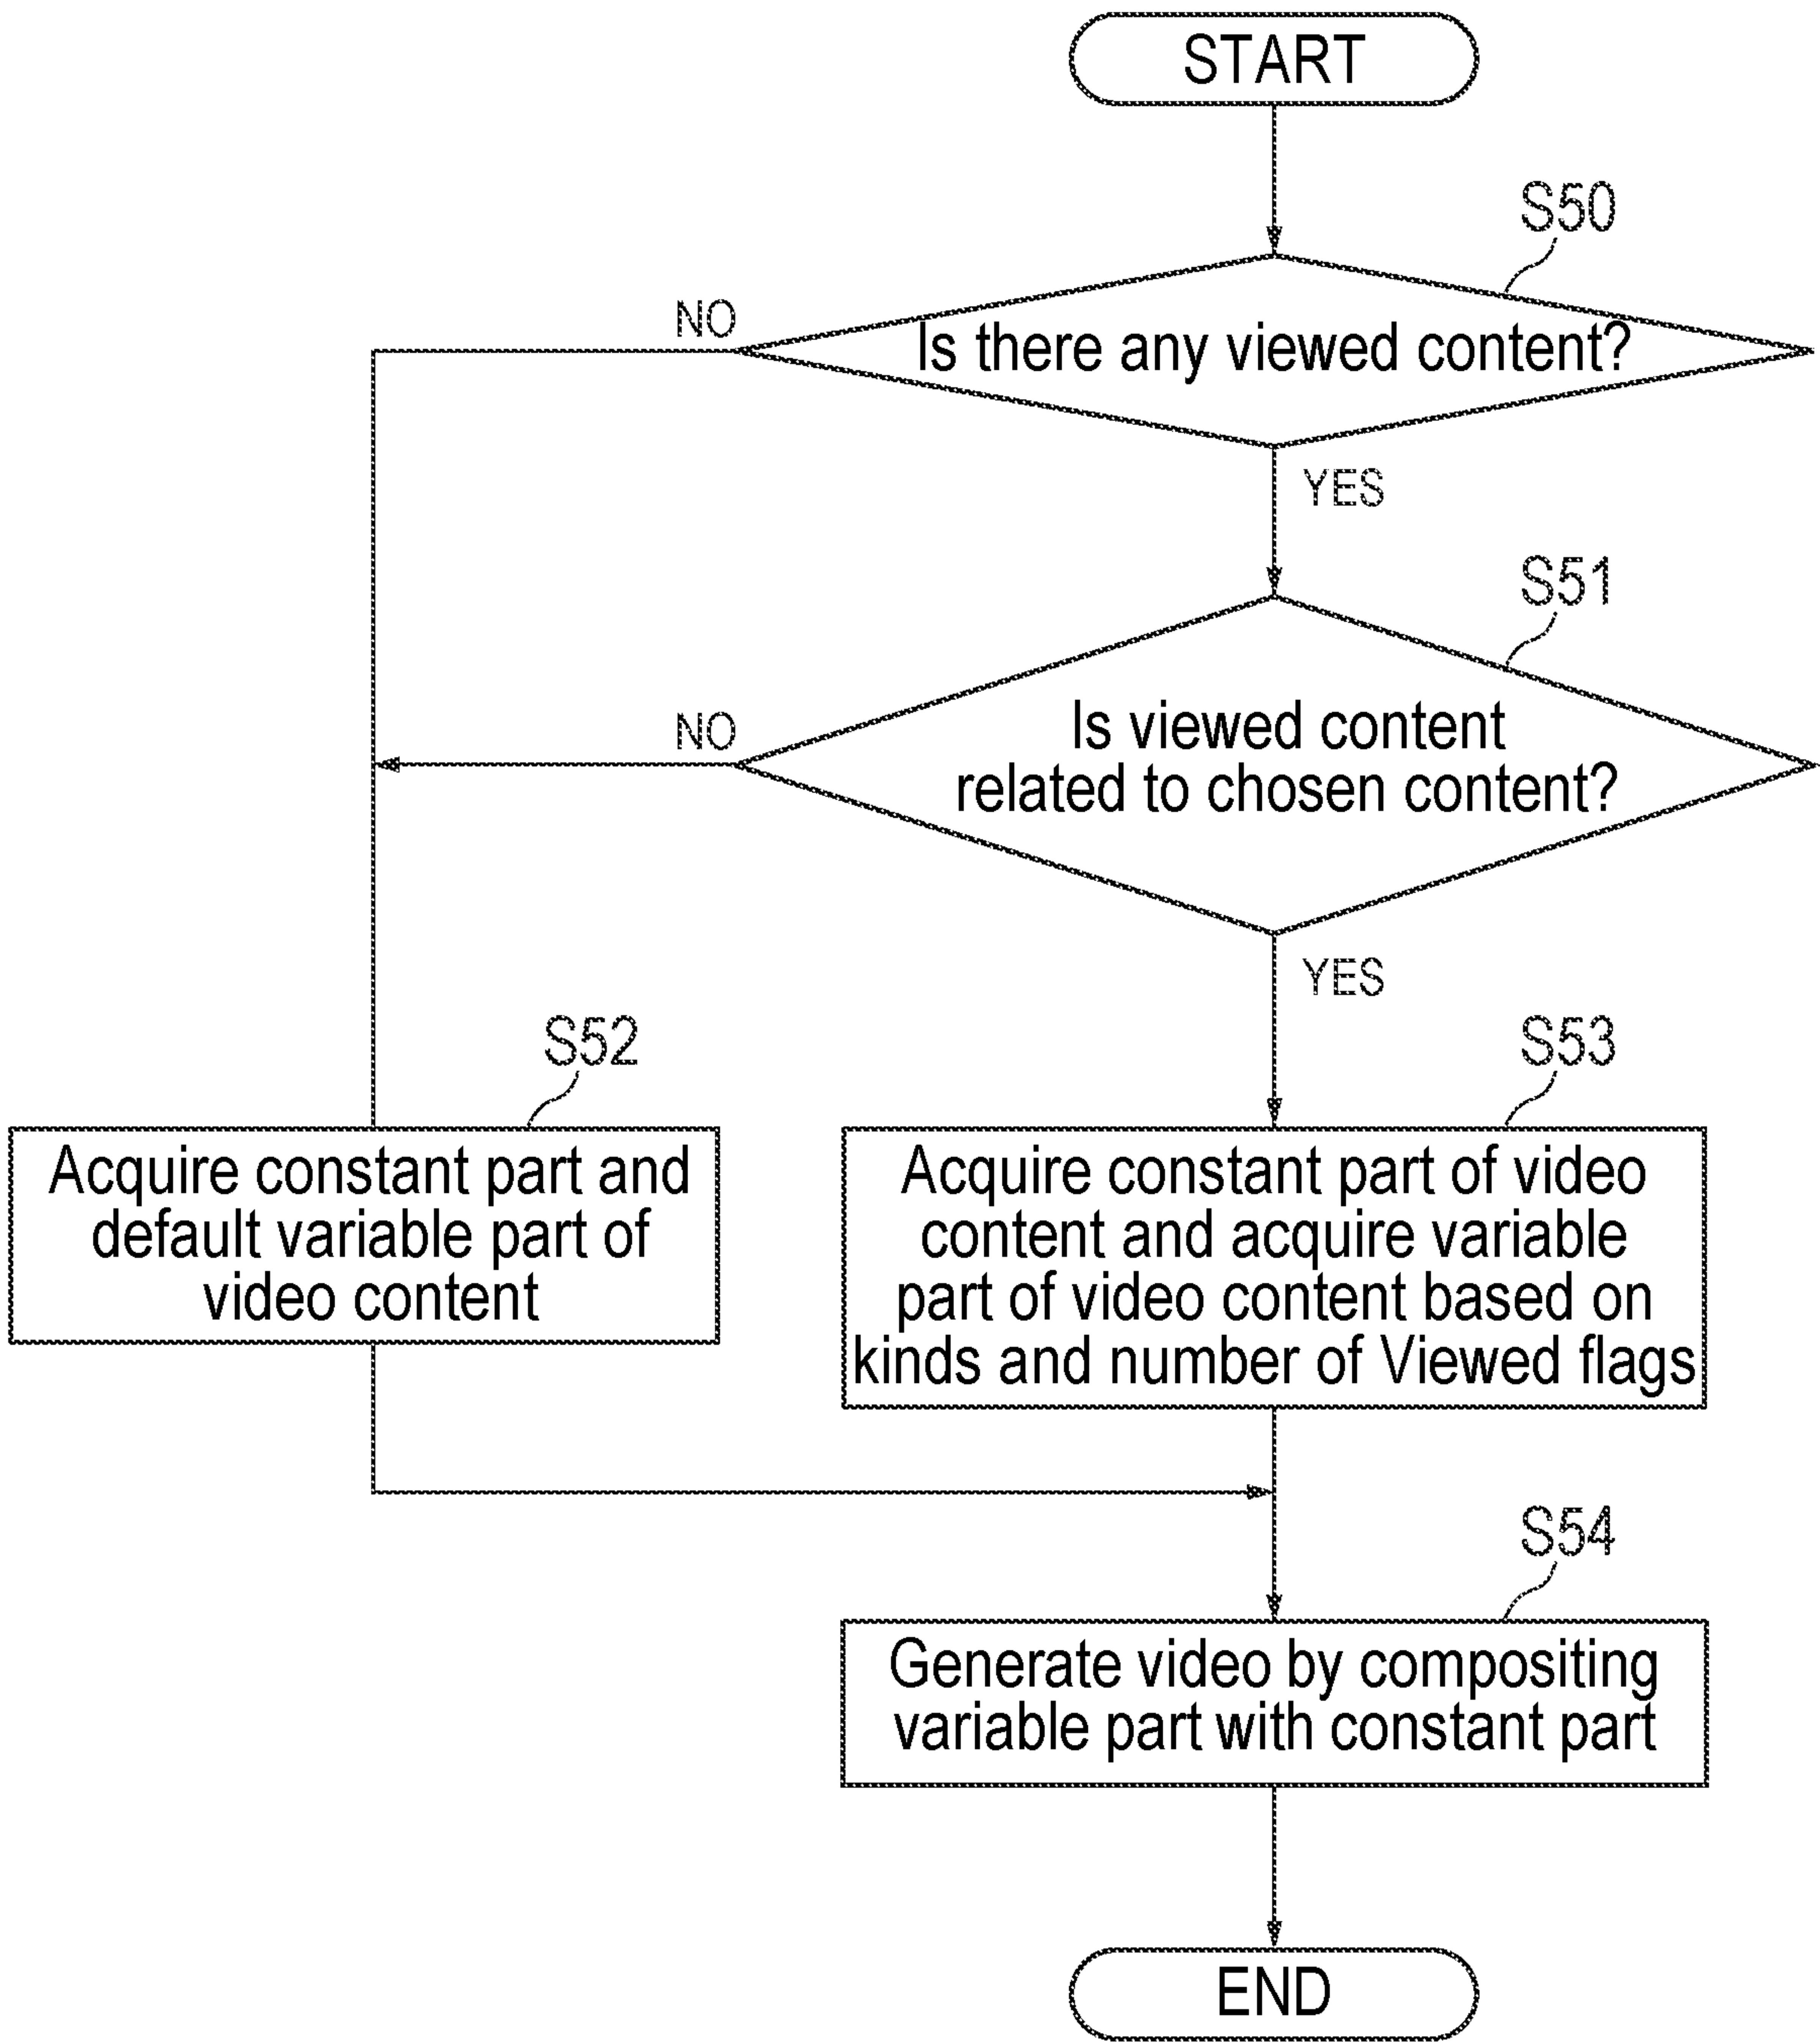 START
S50
NO
Is there any viewed content?
YES
S51
NO
Is viewed content
related to chosen content?
YES
S52
S53
Acquire constant part and
default variable part of
video content
Acquire constant part of video
content and acquire variable
part of video content based on
kinds and number of Viewed flags
S54
Generate video by compositing
variable part with constant part
END